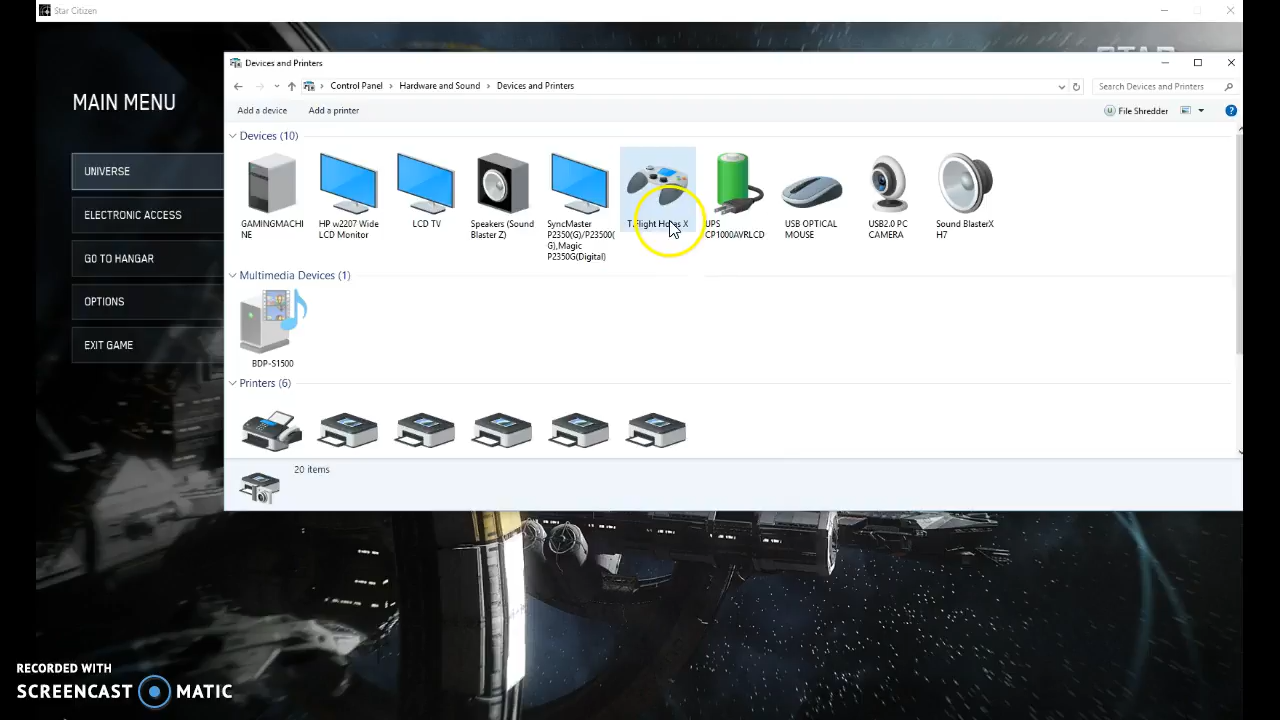 Star Citizen
STAR
Devices and Printers
Control Panel > Hardware and Sound > Devices and Printers
Search Devices and Printers
Add a device
Add a printer
File Shredder
MAIN MENU
UNIVERSE
ELECTRONIC ACCESS
GO TO HANGAR
OPTIONS
EXIT GAME
Devices (10)
GAMINGMACHI
NE
HP w2207 Wide
LCD Monitor
LCD TV
Speakers (Sound
Blaster Z)
SyncMaster
P2350(G)/P23500(
G),Magic
P2350G(Digital)
T.Flight Hotas X
UPS
CP1000AVRLCD
USB OPTICAL
MOUSE
USB2.0 PC
CAMERA
Sound BlasterX
H7
Multimedia Devices (1)
BDP-S1500
Printers (6)
20 items
RECORDED WITH
SCREENCAST MATIC